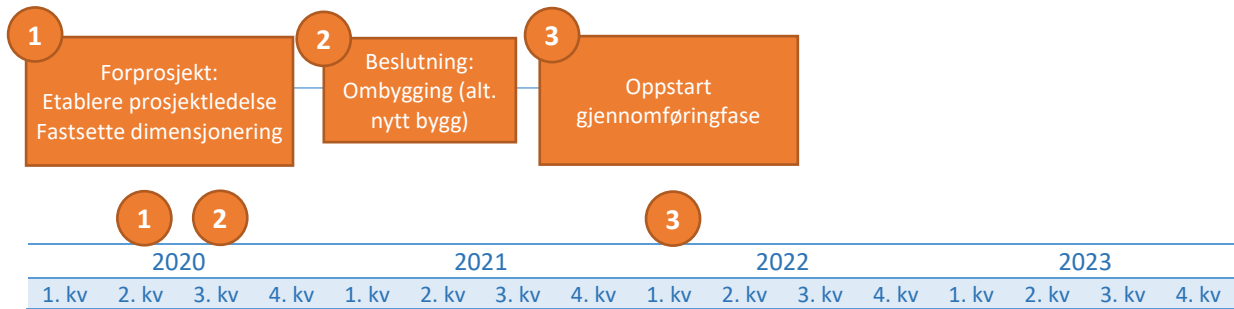 1
Forprosjekt:
Etablere prosjektledelse
Fastsette dimensjonering
2
Beslutning:
Ombygging (alt.
nytt bygg)
3
Oppstart
gjennomføringfase
1 2 3
2020 2021 2022 2023
1. kv 2. kv 3. kv 4. kv 1. kv 2. kv 3. kv 4. kv 1. kv 2. kv 3. kv 4. kv 1. kv 2. kv 3. kv 4. kv